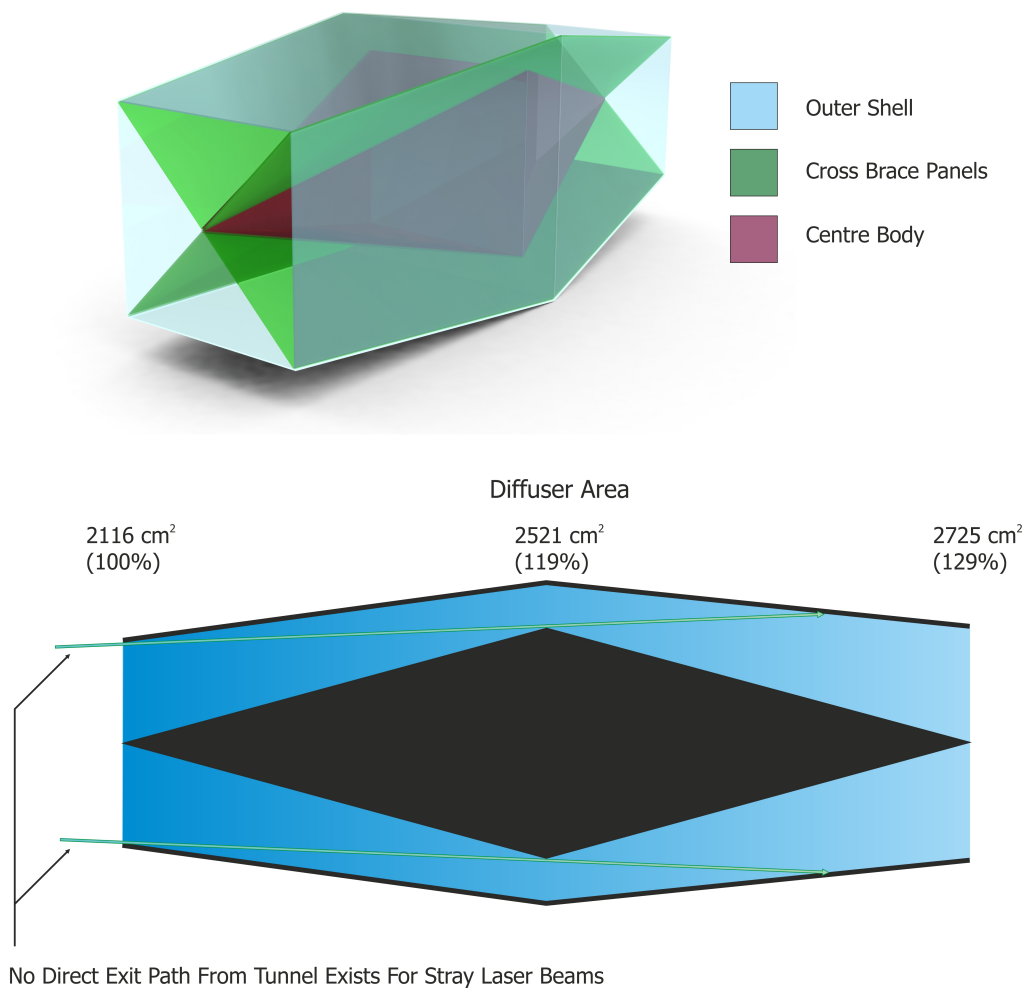 Outer Shell
Cross Brace Panels
Centre Body
Diffuser Area
2116 cm²
(100%)
2521 cm²
(119%)
2725 cm²
(129%)
No Direct Exit Path From Tunnel Exists For Stray Laser Beams